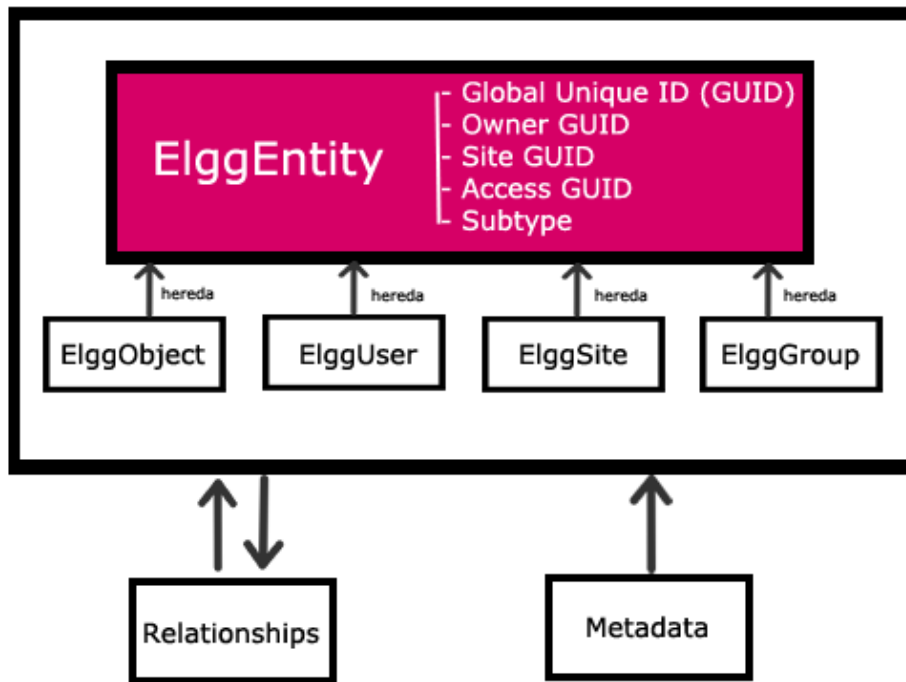 ElggEntity
- Global Unique ID (GUID)
- Owner GUID
- Site GUID
- Access GUID
- Subtype
hereda
hereda
hereda
hereda
ElggObject
ElggUser
ElggSite
ElggGroup
Relationships
Metadata